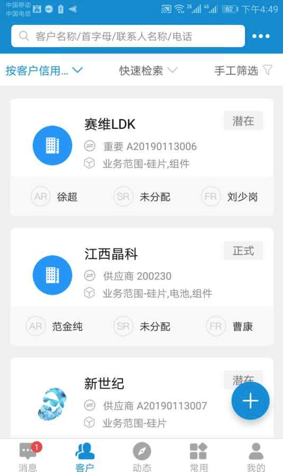 中国移动
中国电信
62
下午4:49
客户名称/首字母/联系人名称/电话
按客户信用... 快速检索 手工筛选
赛维LDK
潜在
重要 A20190113006
业务范围-硅片,组件
AR 徐超 SR 未分配 FR 刘少岗
江西晶科
正式
供应商 200230
业务范围-硅片,电池,组件
AR 范金纯 SR 未分配 FR 曹康
新世纪
潜在
供应商 A20190113007
业务范围-硅片
1
消息 客户 动态 常用 我的